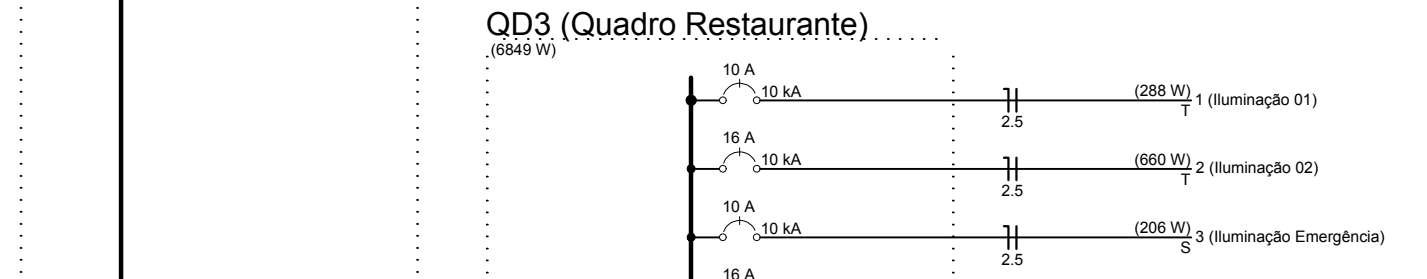 QD3 (Quadro Restaurante)
(6849 W)
10 A
10 kA
2.5
(288 W)
T
1 (Iluminação 01)
16 A
10 kA
2.5
(660 W)
T
2 (Iluminação 02)
10 A
10 kA
2.5
(206 W)
S
3 (Iluminação Emergência)
16 A